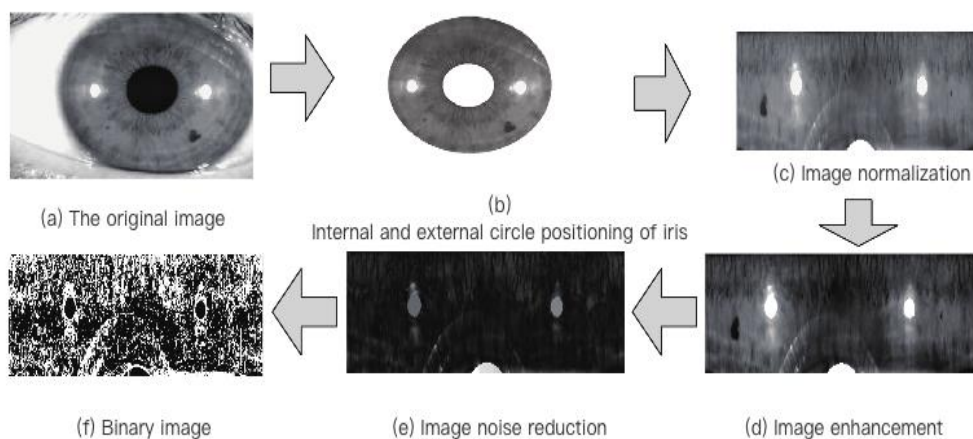 (a) The original image
(b)
Internal and external circle positioning of iris
(c) Image normalization
(d) Image enhancement
(e) Image noise reduction
(f) Binary image